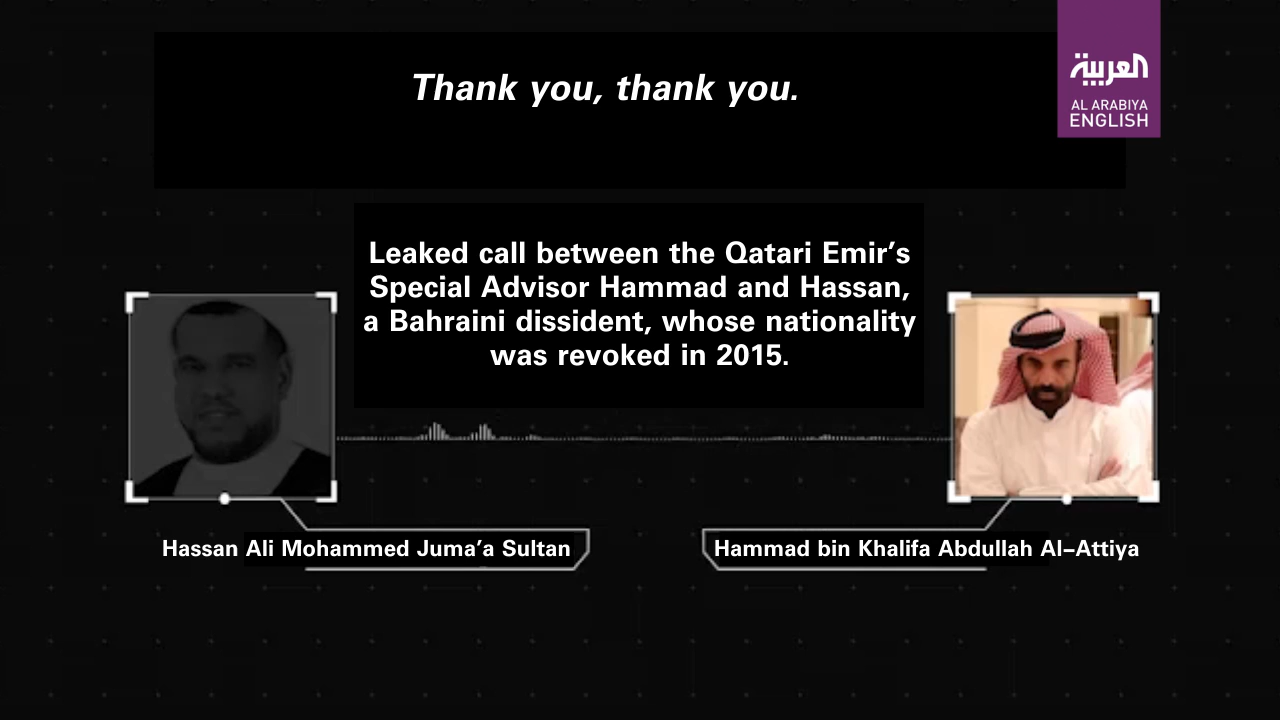 Thank you, thank you.
العربية
AL ARABIYA
ENGLISH
Leaked call between the Qatari Emir’s
Special Advisor Hammad and Hassan,
a Bahraini dissident, whose nationality
was revoked in 2015.
Hassan Ali Mohammed Juma’a Sultan
Hammad bin Khalifa Abdullah Al–Attiya